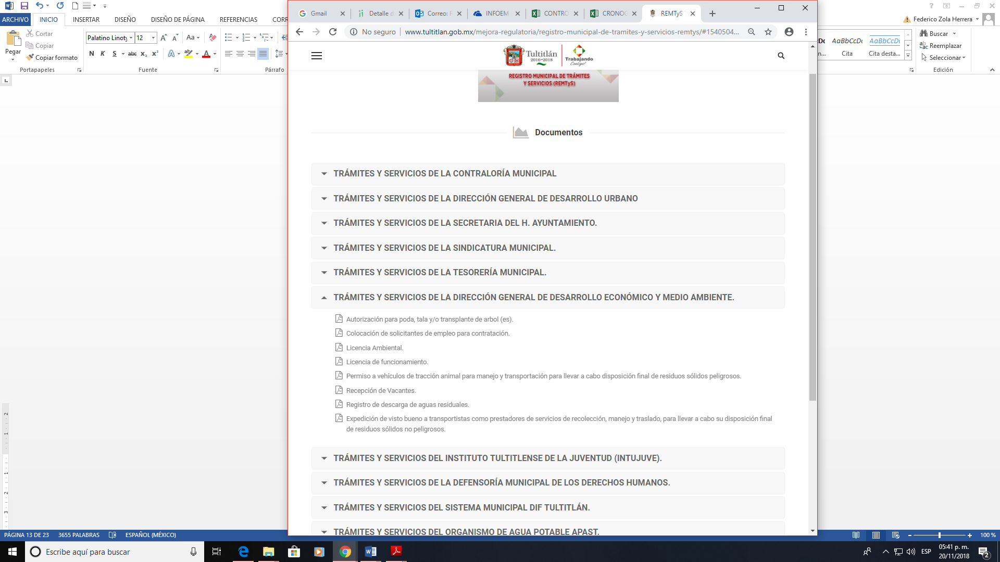 ARCHIVO INICIO INSERTAR DISEÑO DISEÑO DE PÁGINA REFERENCIAS CORR
Pegar
Cortar
Copiar
Copiar formato
Portapapeles
Palatino Linoty 12
N K S abc x₂ x²
Fuente
Párrafo
Gmail
Detalle d
Correo: F
INFOEM
CONTRO
CRONOG
REMTyS
No seguro www.tultitlan.gob.mx/mejora-regulatoria/registro-municipal-de-tramites-y-servicios-remtys/#1540504...
Federico Zola Herrera
AaBbCcDc AaBbCcDc
Cita Cita desta...
Buscar
Reemplazar
Seleccionar
Edición
Tultitlán
2016-2018
Trabajando
Contigo!
REGISTRO MUNICIPAL DE TRÁMITES
Y SERVICIOS (REMTyS)
Documentos
TRÁMITES Y SERVICIOS DE LA CONTRALORÍA MUNICIPAL
TRÁMITES Y SERVICIOS DE LA DIRECCIÓN GENERAL DE DESARROLLO URBANO
TRÁMITES Y SERVICIOS DE LA SECRETARIA DEL H. AYUNTAMIENTO.
TRÁMITES Y SERVICIOS DE LA SINDICATURA MUNICIPAL.
TRÁMITES Y SERVICIOS DE LA TESORERÍA MUNICIPAL.
TRÁMITES Y SERVICIOS DE LA DIRECCIÓN GENERAL DE DESARROLLO ECONÓMICO Y MEDIO AMBIENTE.
Autorización para poda, tala y/o transplante de arbol (es).
Colocación de solicitantes de empleo para contratación.
Licencia Ambiental.
Licencia de funcionamiento.
Permiso a vehículos de tracción animal para manejo y transportación para llevar a cabo disposición final de residuos sólidos peligrosos.
Recepción de Vacantes.
Registro de descarga de aguas residuales.
Expedición de visto bueno a transportistas como prestadores de servicios de recolección, manejo y traslado, para llevar a cabo su disposición final
de residuos sólidos no peligrosos.
TRÁMITES Y SERVICIOS DEL INSTITUTO TULTITLENSE DE LA JUVENTUD (INTUJUVE).
TRÁMITES Y SERVICIOS DE LA DEFENSORÍA MUNICIPAL DE LOS DERECHOS HUMANOS.
TRÁMITES Y SERVICIOS DEL SISTEMA MUNICIPAL DIF TULTITLÁN.
TRÁMITES Y SERVICIOS DEL ORGANISMO DE AGUA POTABLE APAST.
PÁGINA 13 DE 23 3655 PALABRAS ESPAÑOL (MÉXICO)
100 %
Escribe aquí para buscar
ESP
05:41 p. m.
20/11/2018
2